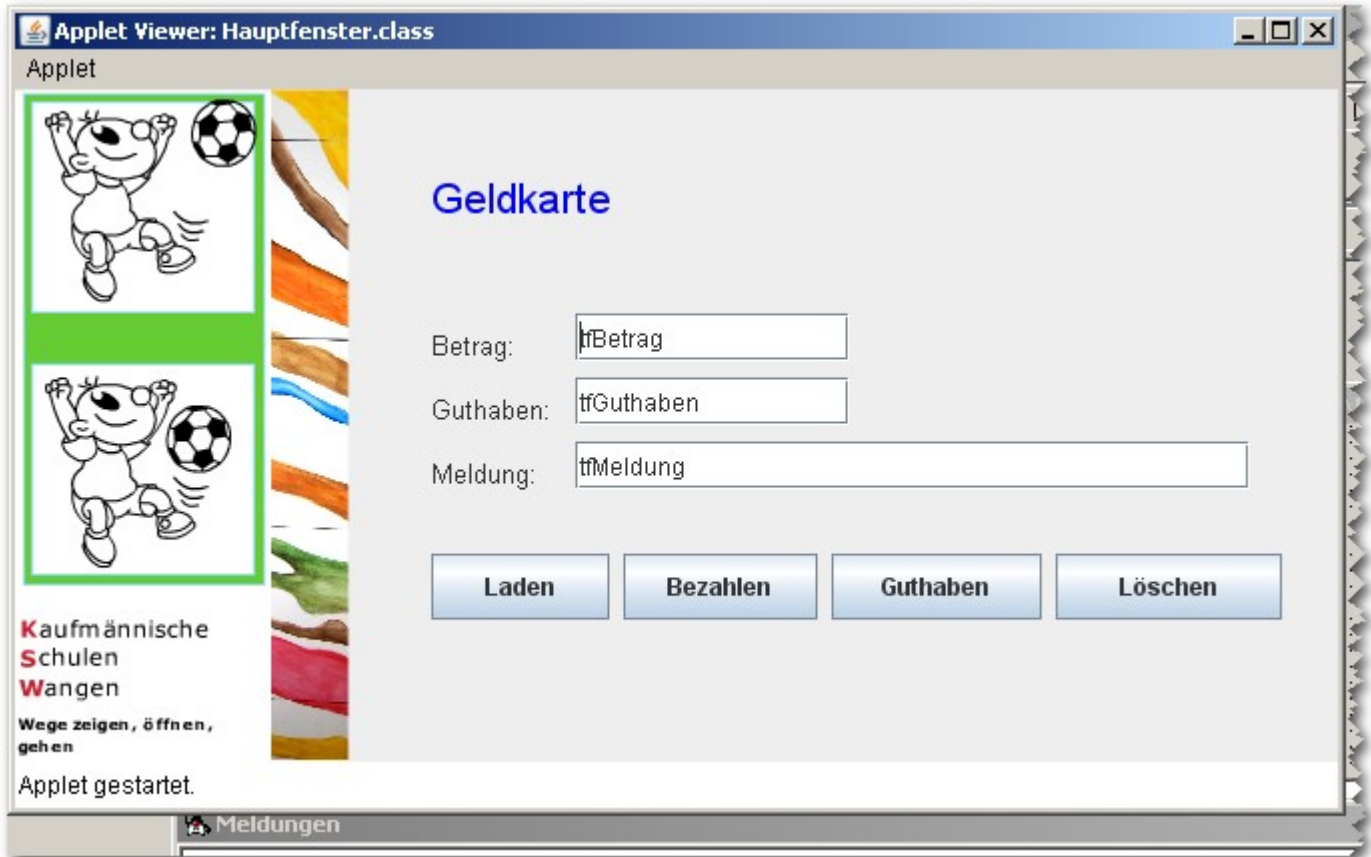 Applet Viewer: Hauptfenster.class
Applet
Geldkarte
Betrag: tfBetrag
Guthaben: tfGuthaben
Meldung: tfMeldung
Laden Bezahlen Guthaben Löschen
Kaufmännische
Schulen
Wangen
Wege zeigen, öffnen,
gehen
Applet gestartet.
Meldungen